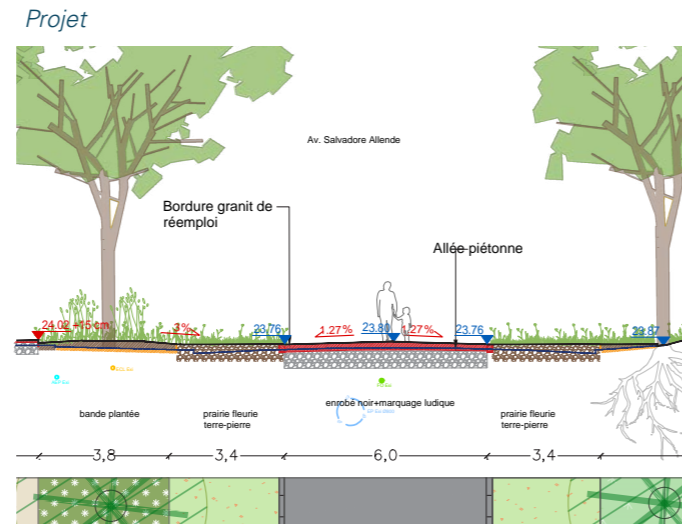 Projet
Av. Salvadore Allende
Bordure granit de
réemploi
Allée piétonne
24.02 +15 cm
3%
23.76
1.27%
23.80
1.27%
23.76
23.87
bande plantée
prairie fleurie
terre-pierre
enrobé noir+marquage ludique
prairie fleurie
terre-pierre
3,8
3,4
6,0
3,4